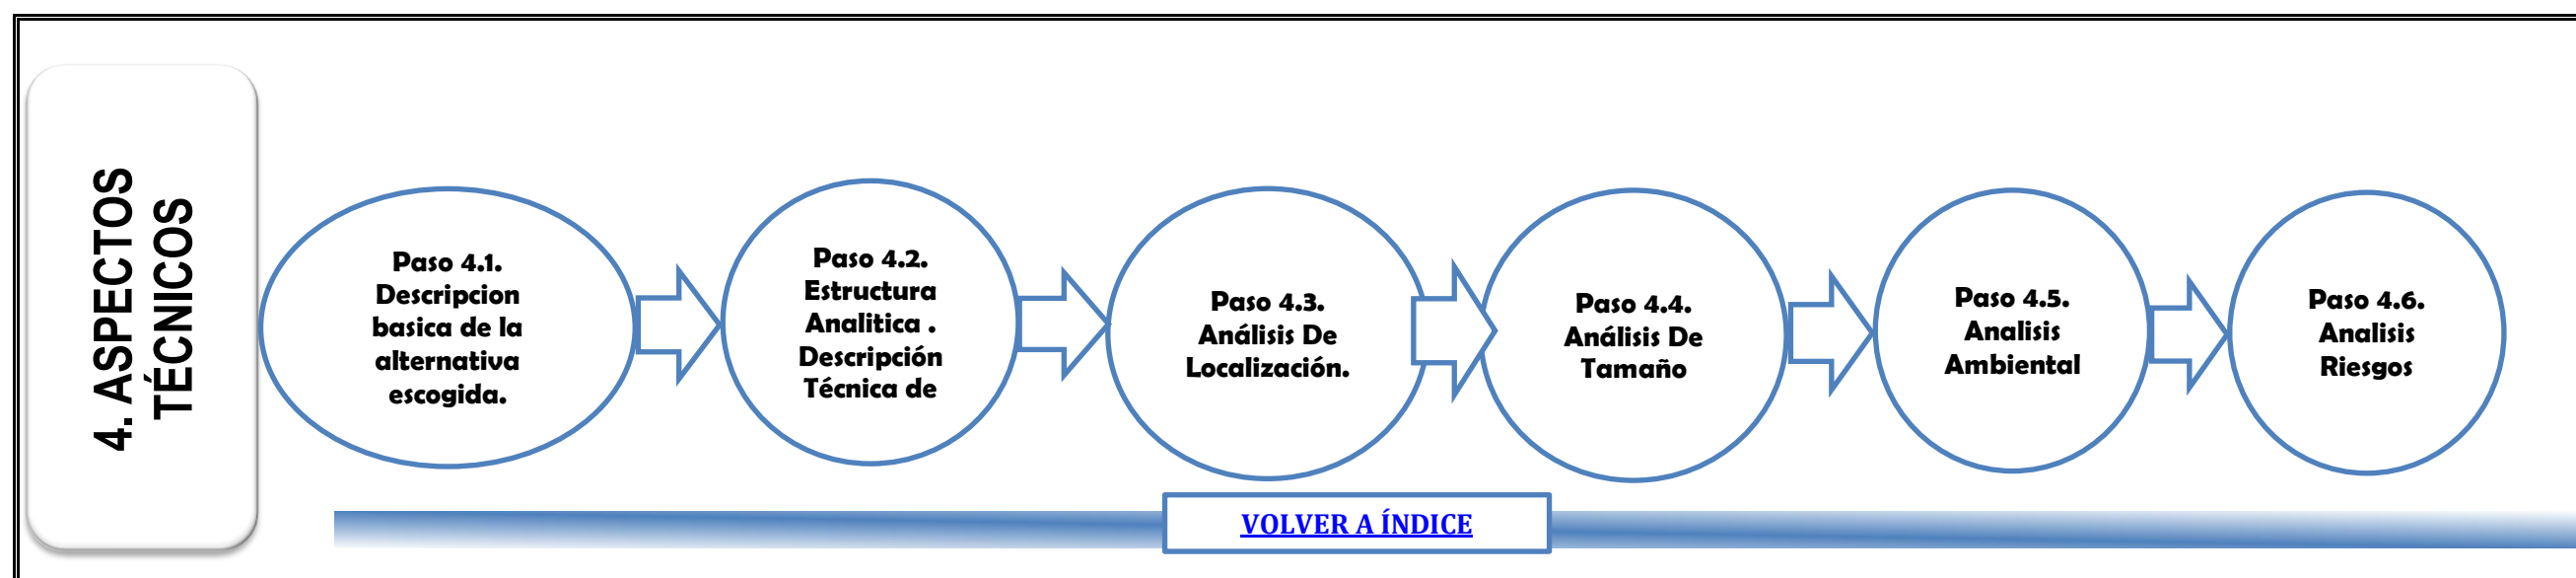 4. ASPECTOS
TÉCNICOS
Paso 4.1.
Descripcion
basica de la
alternativa
escogida.
Paso 4.2.
Estructura
Analitica .
Descripción
Técnica de
Paso 4.3.
Análisis De
Localización.
Paso 4.4.
Análisis De
Tamaño
Paso 4.5.
Analisis
Ambiental
Paso 4.6.
Analisis
Riesgos
VOLVER A ÍNDICE